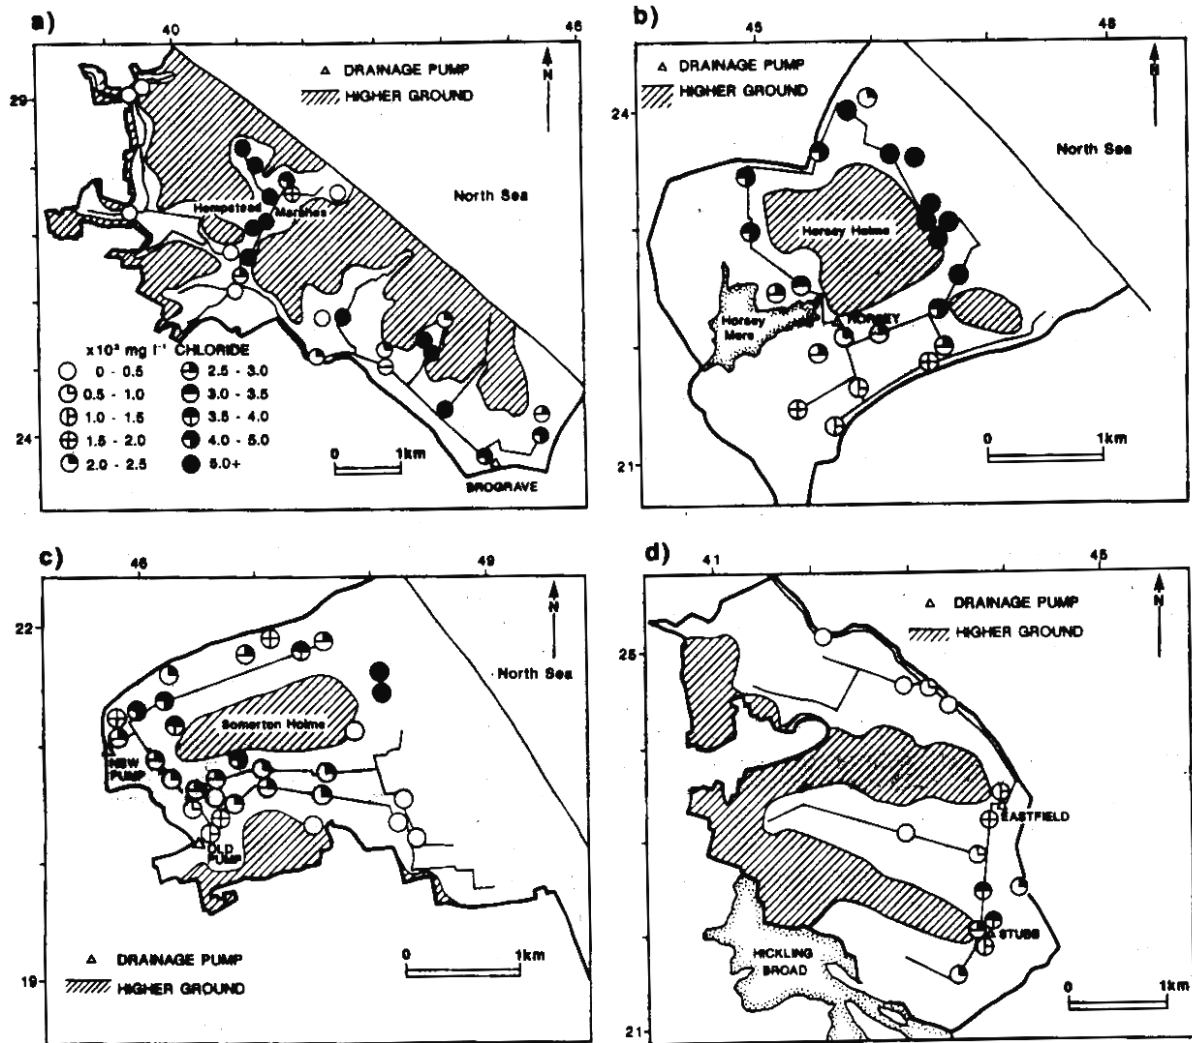 a)
40
46
29
24
△ DRAINAGE PUMP
HIGHER GROUND
N
North Sea
Hempstead Marshes
x10³ mg l⁻¹ CHLORIDE
0 - 0.5
2.5 - 3.0
0.5 - 1.0
3.0 - 3.5
1.0 - 1.5
3.5 - 4.0
1.5 - 2.0
4.0 - 5.0
2.0 - 2.5
5.0+
0 1km
BROGRAVE
b)
45
48
24
21
△ DRAINAGE PUMP
HIGHER GROUND
N
North Sea
Horsey Holme
Horsey
Mere
HORSEY
0 1km
c)
46
49
22
19
N
North Sea
Somerton Holme
NEW
PUMP
OLD
PUMP
△ DRAINAGE PUMP
HIGHER GROUND
0 1km
d)
41
45
25
21
△ DRAINAGE PUMP
HIGHER GROUND
N
EASTFIELD
STUBB
HICKLING
BROAD
0 1km